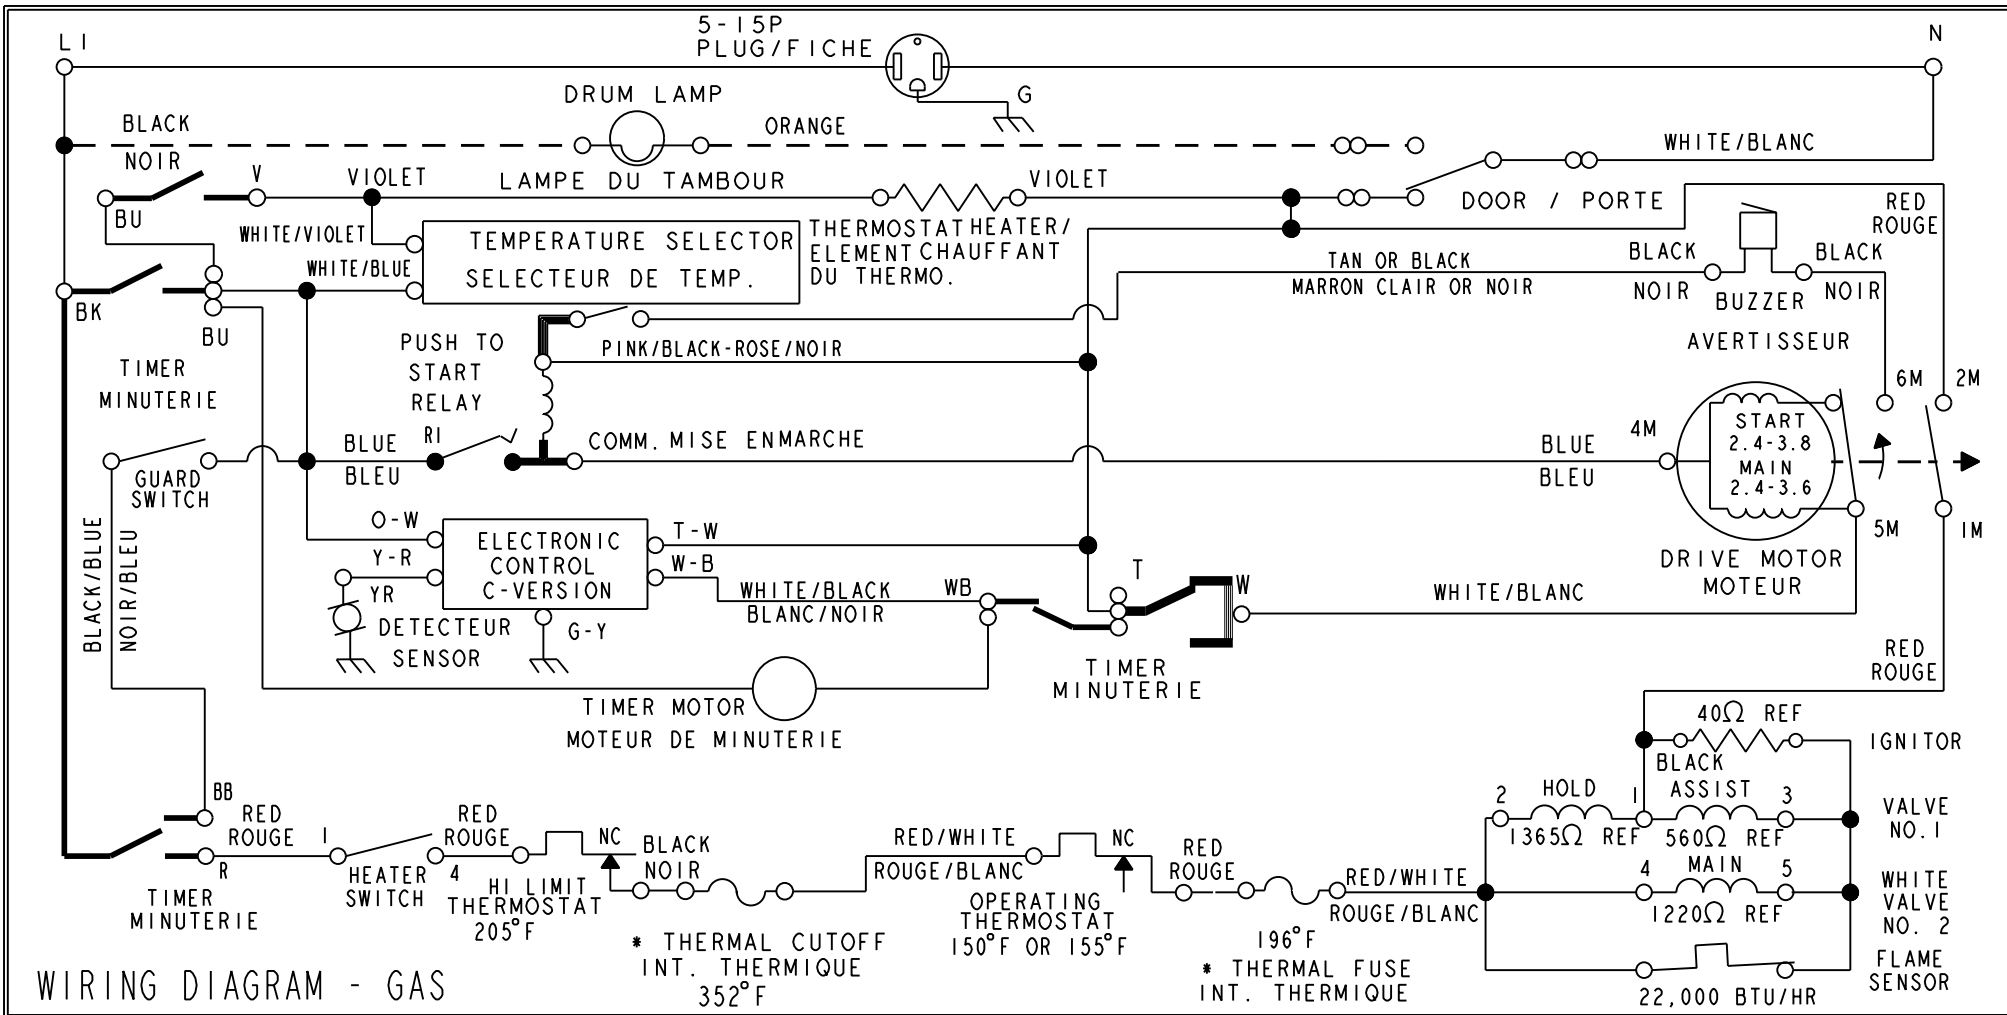 5-15P
PLUG/FICHE
L1
N
G
DRUM LAMP
BLACK
NOIR
ORANGE
WHITE/BLANC
V
VIOLET
LAMPE DU TAMBOUR
VIOLET
BU
DOOR / PORTE
RED
ROUGE
WHITE/VIOLET
TEMPERATURE SELECTOR
SELECTEUR DE TEMP.
THERMOSTAT HEATER/
ELEMENT CHAUFFANT
DU THERMO.
WHITE/BLUE
TAN OR BLACK
MARRON CLAIR OR NOIR
BLACK
NOIR
BUZZER
AVERTISSEUR
BLACK
NOIR
BK
BU
TIMER
MINUTERIE
PUSH TO
START
RELAY
PINK/BLACK-ROSE/NOIR
6M
2M
BLUE
BLEU
R1
COMM. MISE ENMARCHE
BLUE
BLEU
4M
START
2.4-3.8
MAIN
2.4-3.6
5M
1M
DRIVE MOTOR
MOTEUR
GUARD
SWITCH
BLACK/BLUE
NOIR/BLEU
O-W
Y-R
YR
ELECTRONIC
CONTROL
C-VERSION
T-W
W-B
G-Y
DETECTEUR
SENSOR
WHITE/BLACK
BLANC/NOIR
WB
T
W
WHITE/BLANC
TIMER
MINUTERIE
TIMER MOTOR
MOTEUR DE MINUTERIE
RED
ROUGE
40Ω REF
IGNITOR
BLACK
BB
RED
ROUGE
1
RED
ROUGE
NC
BLACK
NOIR
RED/WHITE
ROUGE/BLANC
NC
RED
ROUGE
2
HOLD
1
ASSIST
3
1365Ω REF
560Ω REF
VALVE
NO. 1
R
HEATER
SWITCH
4
HI LIMIT
THERMOSTAT
205°F
TIMER
MINUTERIE
* THERMAL CUTOFF
INT. THERMIQUE
352°F
OPERATING
THERMOSTAT
150°F OR 155°F
RED/WHITE
ROUGE/BLANC
196°F
* THERMAL FUSE
INT. THERMIQUE
4
MAIN
5
1220Ω REF
WHITE
VALVE
NO. 2
FLAME
SENSOR
22,000 BTU/HR
WIRING DIAGRAM - GAS